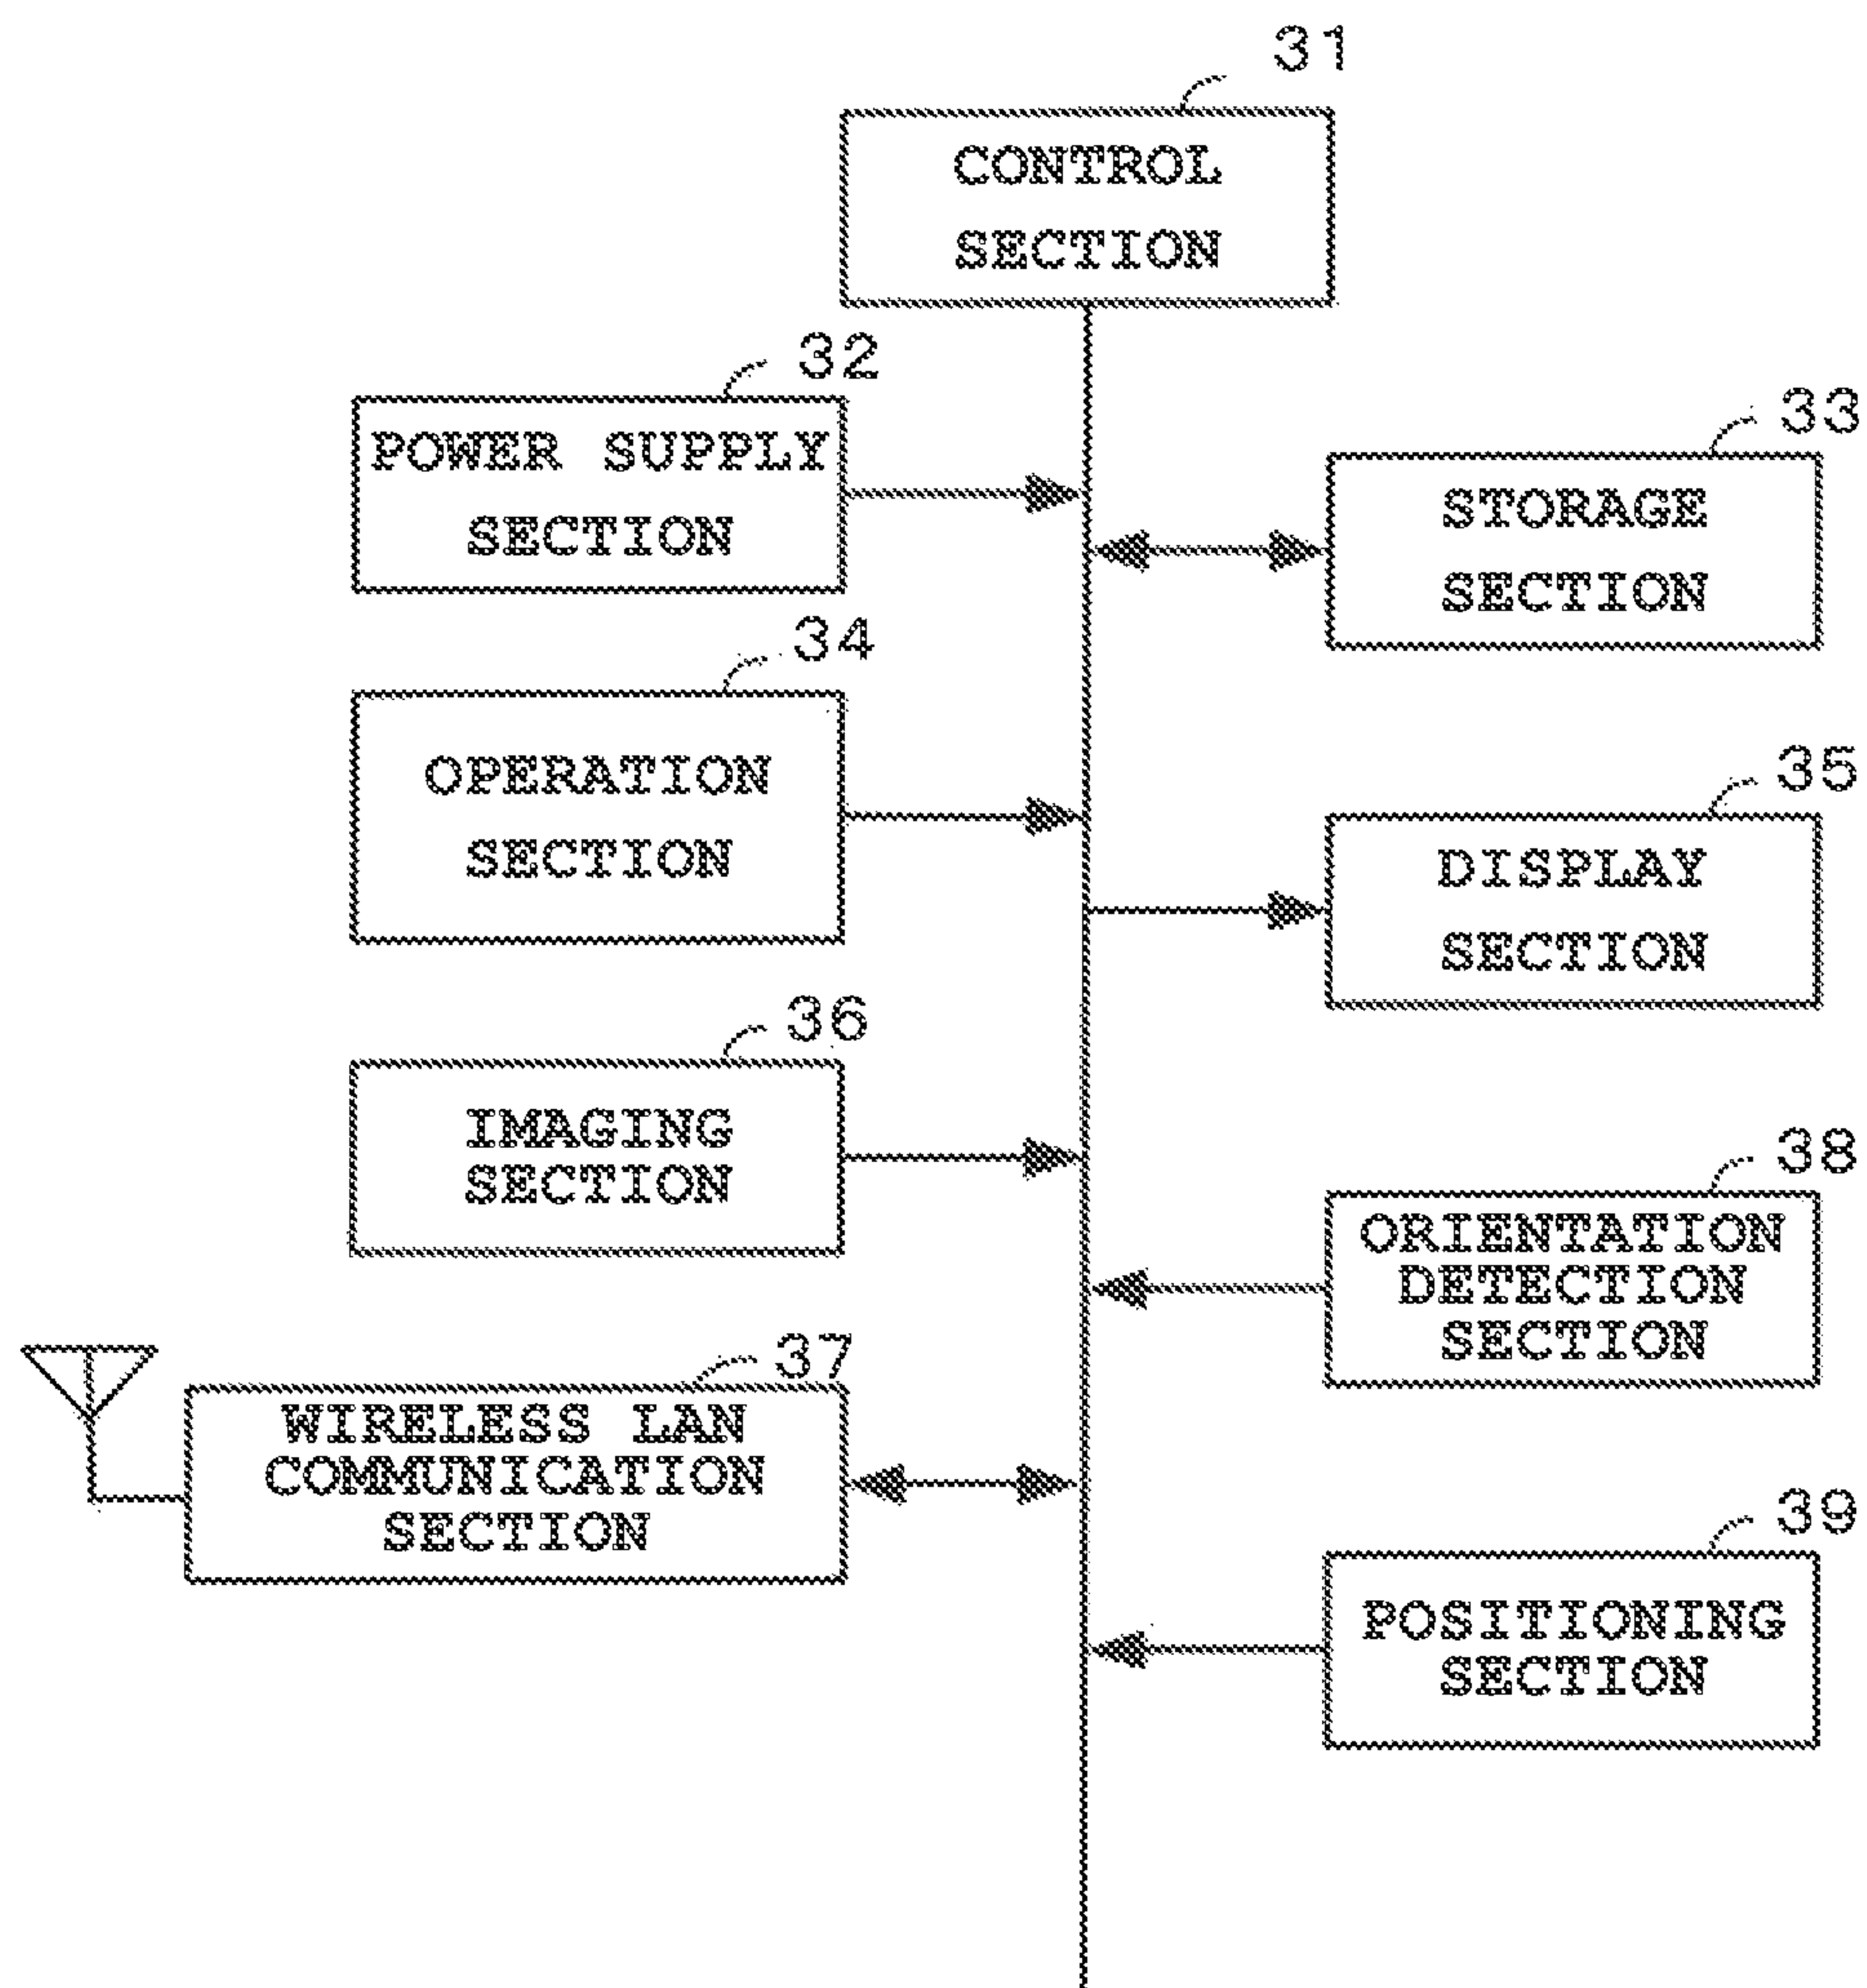 31
CONTROL
SECTION
32
POWER SUPPLY
SECTION
33
STORAGE
SECTION
34
OPERATION
SECTION
35
DISPLAY
SECTION
36
IMAGING
SECTION
38
ORIENTATION
DETECTION
SECTION
37
WIRELESS LAN
COMMUNICATION
SECTION
39
POSITIONING
SECTION